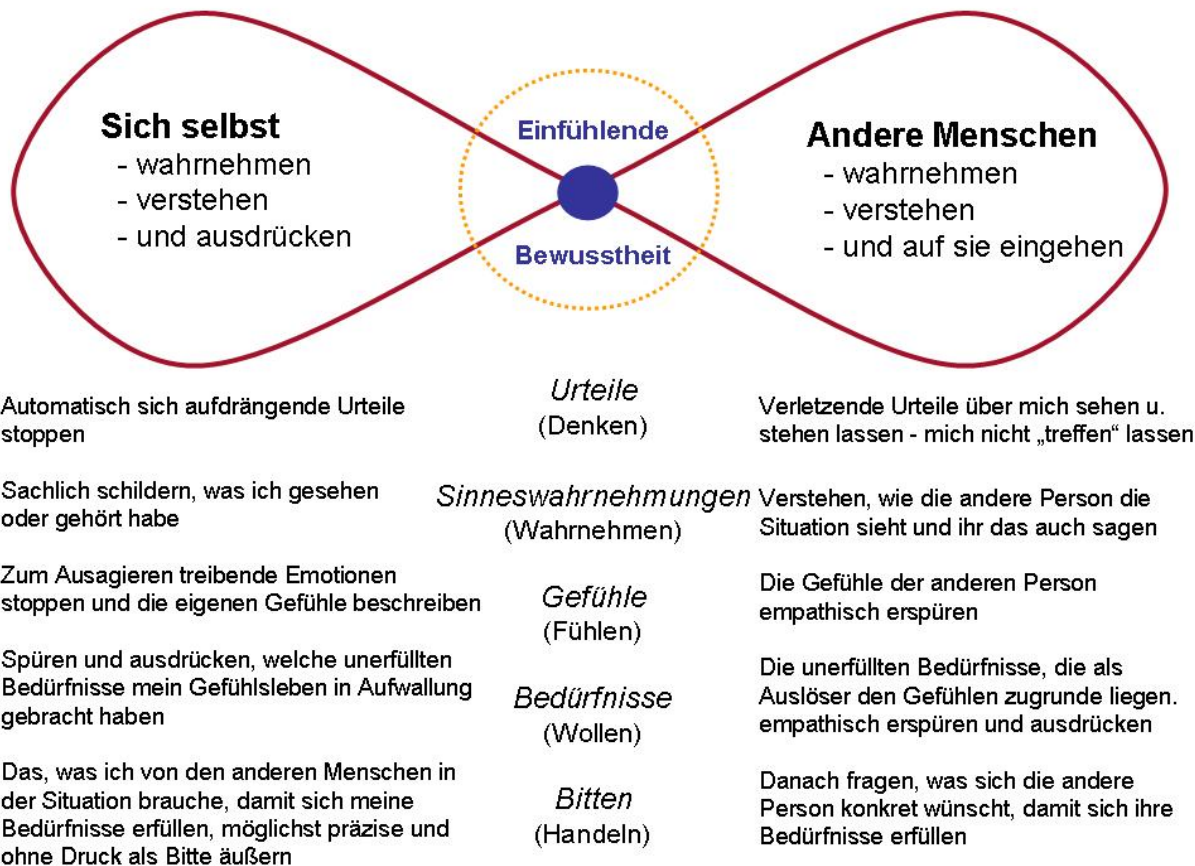 Sich selbst
- wahrnehmen
- verstehen
- und ausdrücken
Einfühlende
Bewusstheit
Andere Menschen
- wahrnehmen
- verstehen
- und auf sie eingehen
Automatisch sich aufdrängende Urteile
stoppen
Urteile
(Denken)
Verletzende Urteile über mich sehen u.
stehen lassen - mich nicht „treffen“ lassen
Sachlich schildern, was ich gesehen
oder gehört habe
Sinneswahrnehmungen
(Wahrnehmen)
Verstehen, wie die andere Person die
Situation sieht und ihr das auch sagen
Zum Ausagieren treibende Emotionen
stoppen und die eigenen Gefühle beschreiben
Gefühle
(Fühlen)
Die Gefühle der anderen Person
empathisch erspüren
Spüren und ausdrücken, welche unerfüllten
Bedürfnisse mein Gefühlsleben in Aufwallung
gebracht haben
Bedürfnisse
(Wollen)
Die unerfüllten Bedürfnisse, die als
Auslöser den Gefühlen zugrunde liegen.
empathisch erspüren und ausdrücken
Das, was ich von den anderen Menschen in
der Situation brauche, damit sich meine
Bedürfnisse erfüllen, möglichst präzise und
ohne Druck als Bitte äußern
Bitten
(Handeln)
Danach fragen, was sich die andere
Person konkret wünscht, damit sich ihre
Bedürfnisse erfüllen